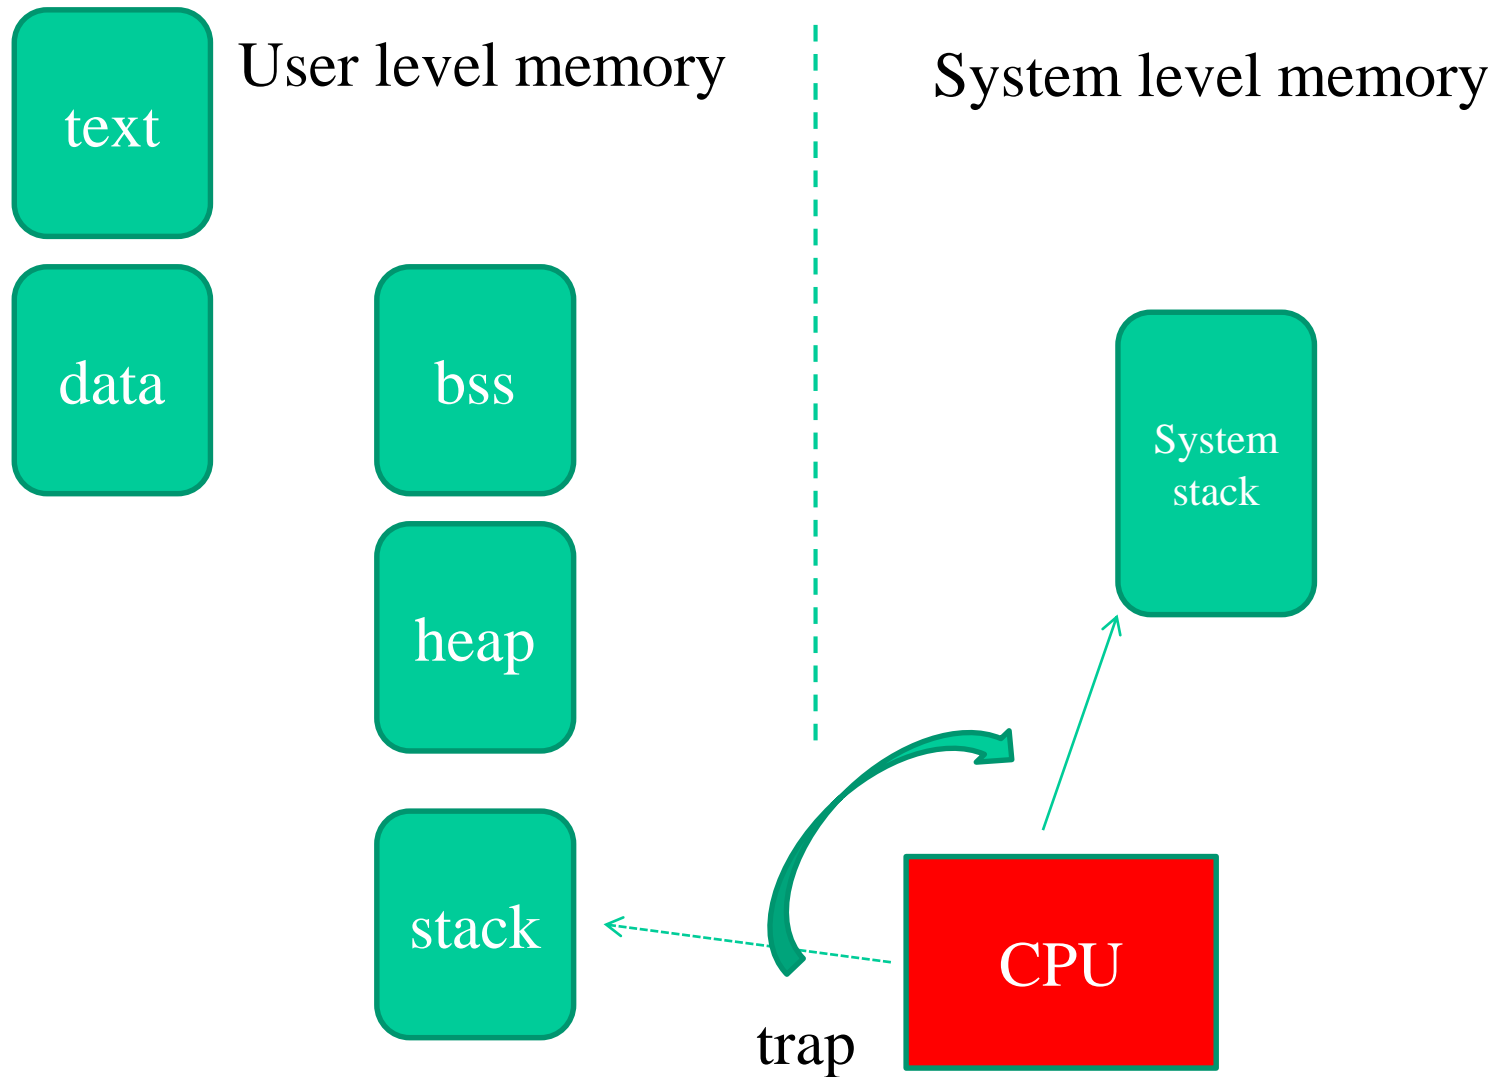 User level memory
System level memory
text
data
bss
System
stack
heap
stack
CPU
trap